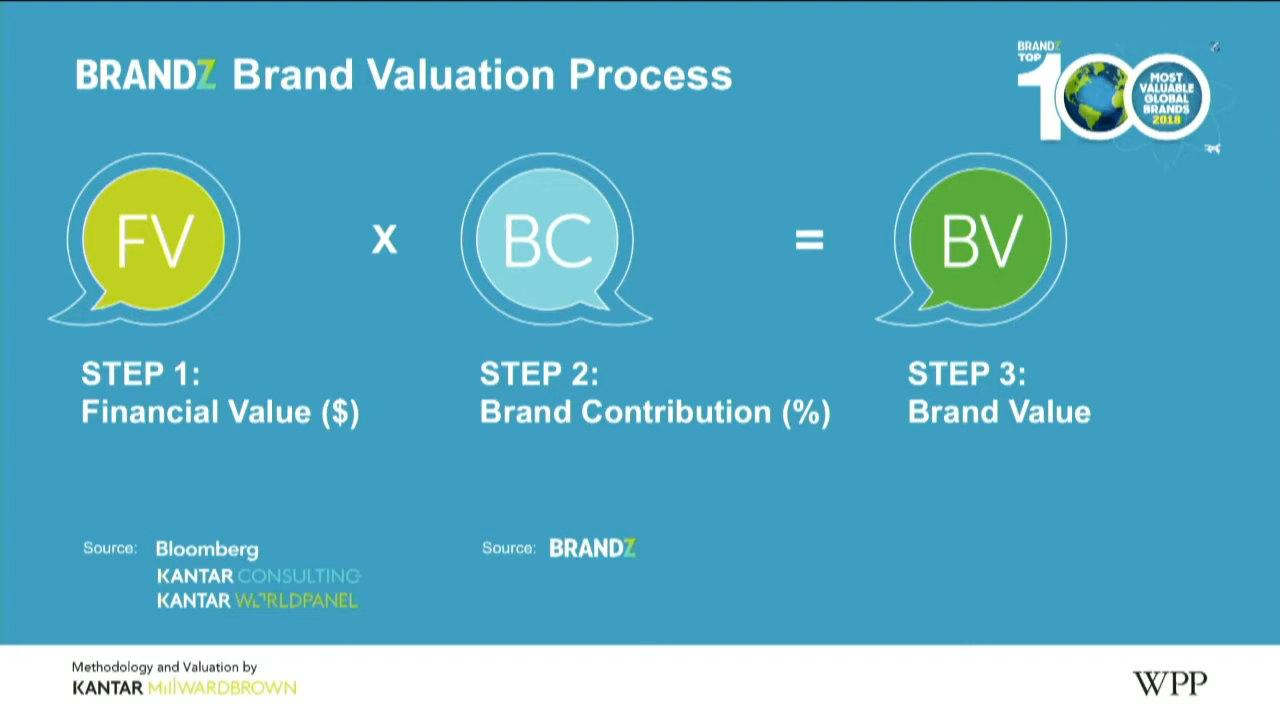 BRANDZ Brand Valuation Process
BRANDZ
TOP
100
MOST
VALUABLE
GLOBAL
BRANDS
2018
FV
x
BC
=
BV
STEP 1:
Financial Value ($)
STEP 2:
Brand Contribution (%)
STEP 3:
Brand Value
Source: Bloomberg
KANTAR CONSULTING
KANTAR WORLDPANEL
Source: BRANDZ
Methodology and Valuation by
KANTAR MillWARDBROWN
WPP